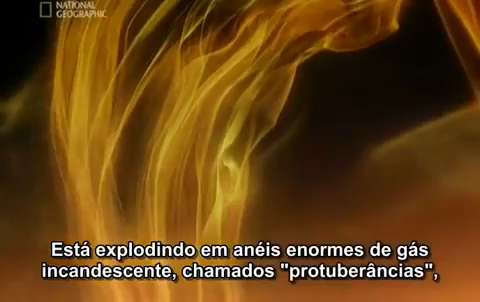 NATIONAL
GEOGRAPHIC
Está explodindo em anéis enormes de gás
incandescente, chamados "protuberâncias",